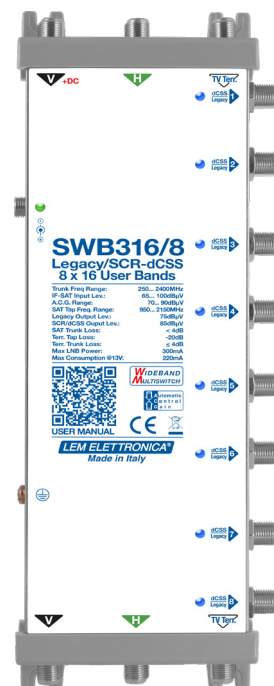 V +DC H TV Terr.
dCSS Legacy 1
dCSS Legacy 2
dCSS Legacy 3
SWB316/8
Legacy/SCR-dCSS
8 x 16 User Bands
Trunk Freq Range: 250... 2400MHz
IF-SAT Input Lev.: 65... 100dBµV
A.C.G. Range: 70... 90dBµV
SAT Tap Freq. Range: 950... 2150MHz
Legacy Output Lev.: 75dBµV
SCR/dCSS Ouput Lev.: 85dBµV
SAT Trunk Loss: < 4dB
Terr. Tap Loss: -20dB
Terr. Trunk Loss: ≤ 4dB
Max LNB Power: 300mA
Max Consumption @13V: 220mA
dCSS Legacy 4
WIDEBAND
MULTISWITCH
Automatic
Control
Gain
USER MANUAL
CE
LEM ELETTRONICA®
Made in Italy
dCSS Legacy 5
dCSS Legacy 6
dCSS Legacy 7
dCSS Legacy 8
V H TV Terr.